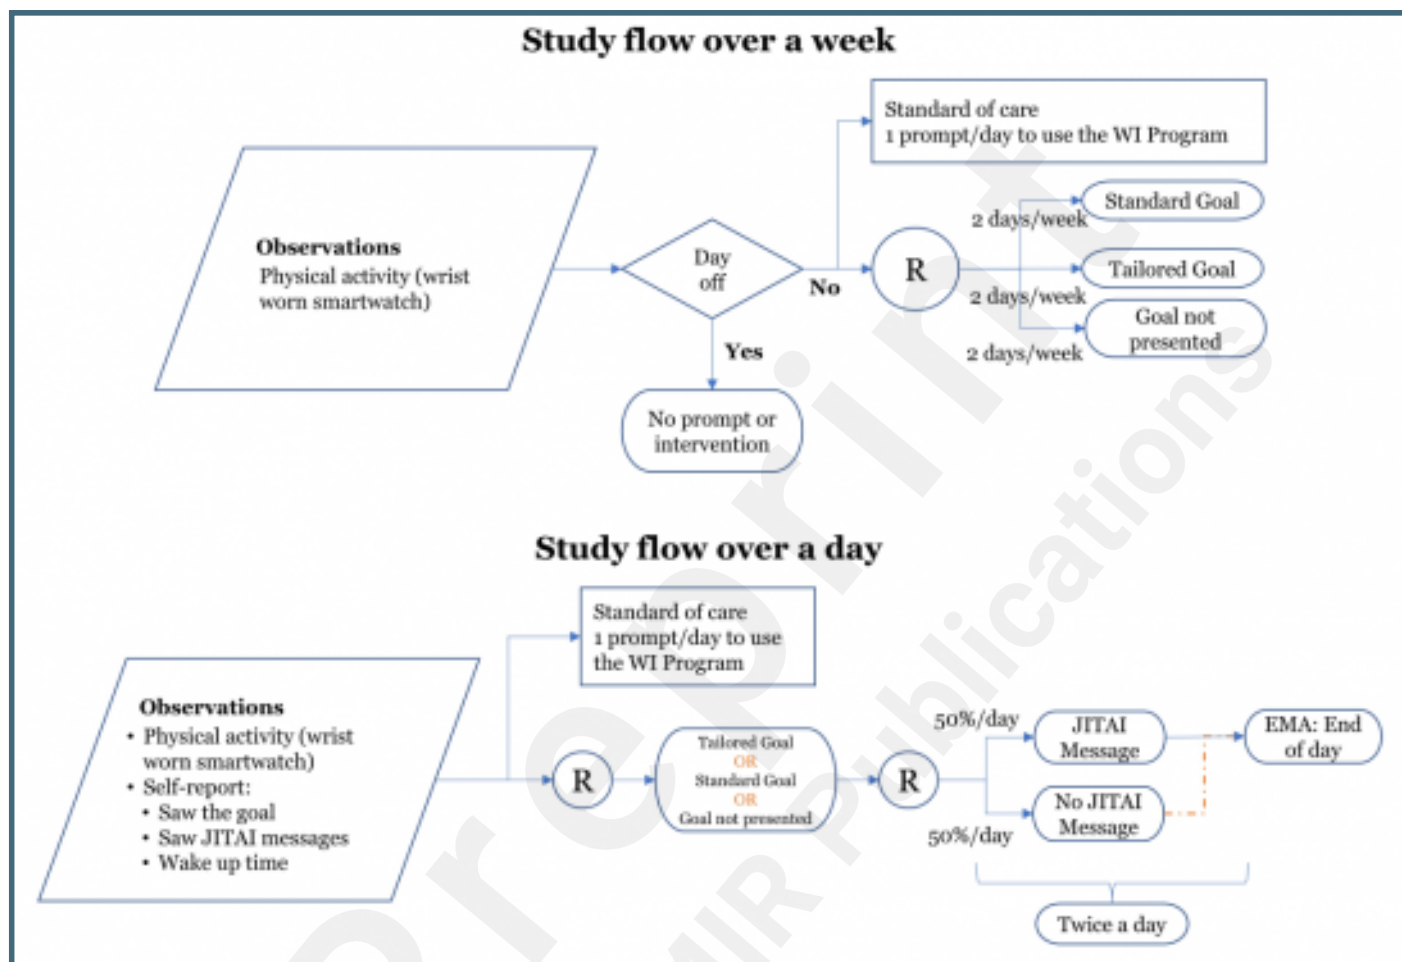 Study flow over a week
Standard of care
1 prompt/day to use the WI Program
Observations
Physical activity (wrist
worn smartwatch)
Day
off
No
Yes
No prompt or
intervention
R
2 days/week
Standard Goal
2 days/week
Tailored Goal
2 days/week
Goal not
presented
Study flow over a day
Standard of care
1 prompt/day to use
the WI Program
Observations
• Physical activity (wrist
worn smartwatch)
• Self-report:
• Saw the goal
• Saw JITAI messages
• Wake up time
R
Tailored Goal
OR
Standard Goal
OR
Goal not presented
R
50%/day
JITAI
Message
50%/day
No JITAI
Message
EMA: End
of day
Twice a day
Preprint
JMIR Publications